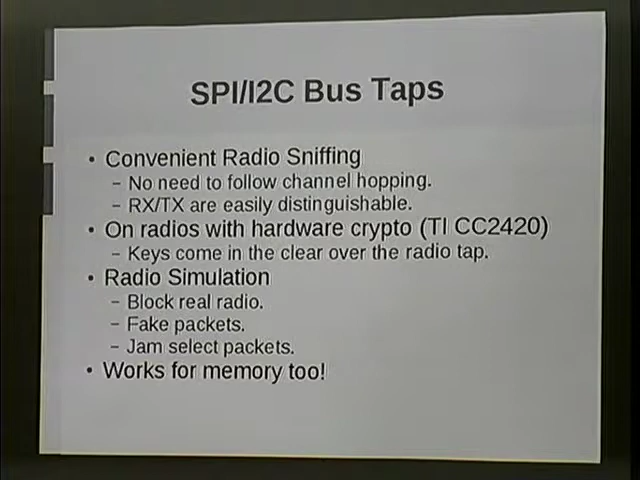 SPI/I2C Bus Taps
• Convenient Radio Sniffing
– No need to follow channel hopping.
– RX/TX are easily distinguishable.
• On radios with hardware crypto (TI CC2420)
– Keys come in the clear over the radio tap.
• Radio Simulation
– Block real radio.
– Fake packets.
– Jam select packets.
• Works for memory too!